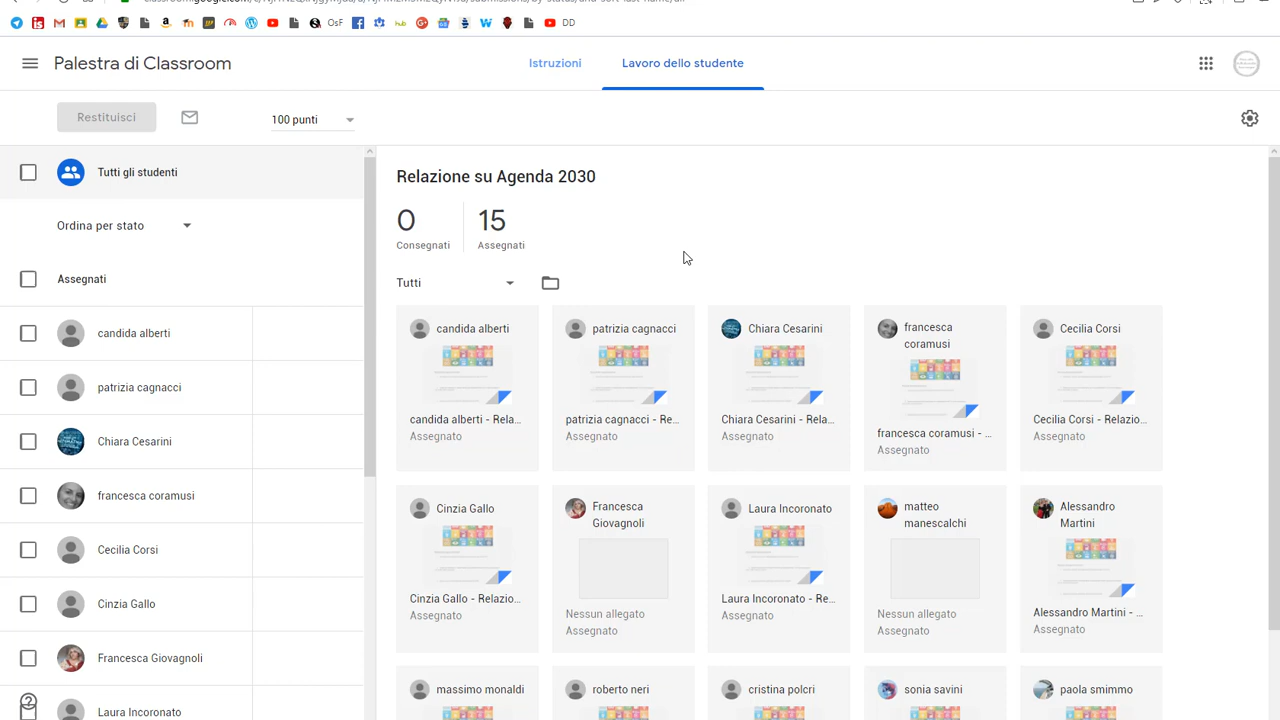 OsF
hub
DD
Palestra di Classroom
Istruzioni
Lavoro dello studente
Restituisci
100 punti
Tutti gli studenti
Ordina per stato
Assegnati
candida alberti
patrizia cagnacci
Chiara Cesarini
francesca coramusi
Cecilia Corsi
Cinzia Gallo
Francesca Giovagnoli
Laura Incoronato
Relazione su Agenda 2030
0
Consegnati
15
Assegnati
Tutti
candida alberti
candida alberti - Rela...
Assegnato
patrizia cagnacci
patrizia cagnacci - Re...
Assegnato
Chiara Cesarini
Chiara Cesarini - Rela...
Assegnato
francesca
coramusi
francesca coramusi - ...
Assegnato
Cecilia Corsi
Cecilia Corsi - Relazio...
Assegnato
Cinzia Gallo
Cinzia Gallo - Relazio...
Assegnato
Francesca
Giovagnoli
Nessun allegato
Assegnato
Laura Incoronato
Laura Incoronato - Re...
Assegnato
matteo
manescalchi
Nessun allegato
Assegnato
Alessandro
Martini
Alessandro Martini - ...
Assegnato
massimo monaldi
roberto neri
cristina polcri
sonia savini
paola smimmo